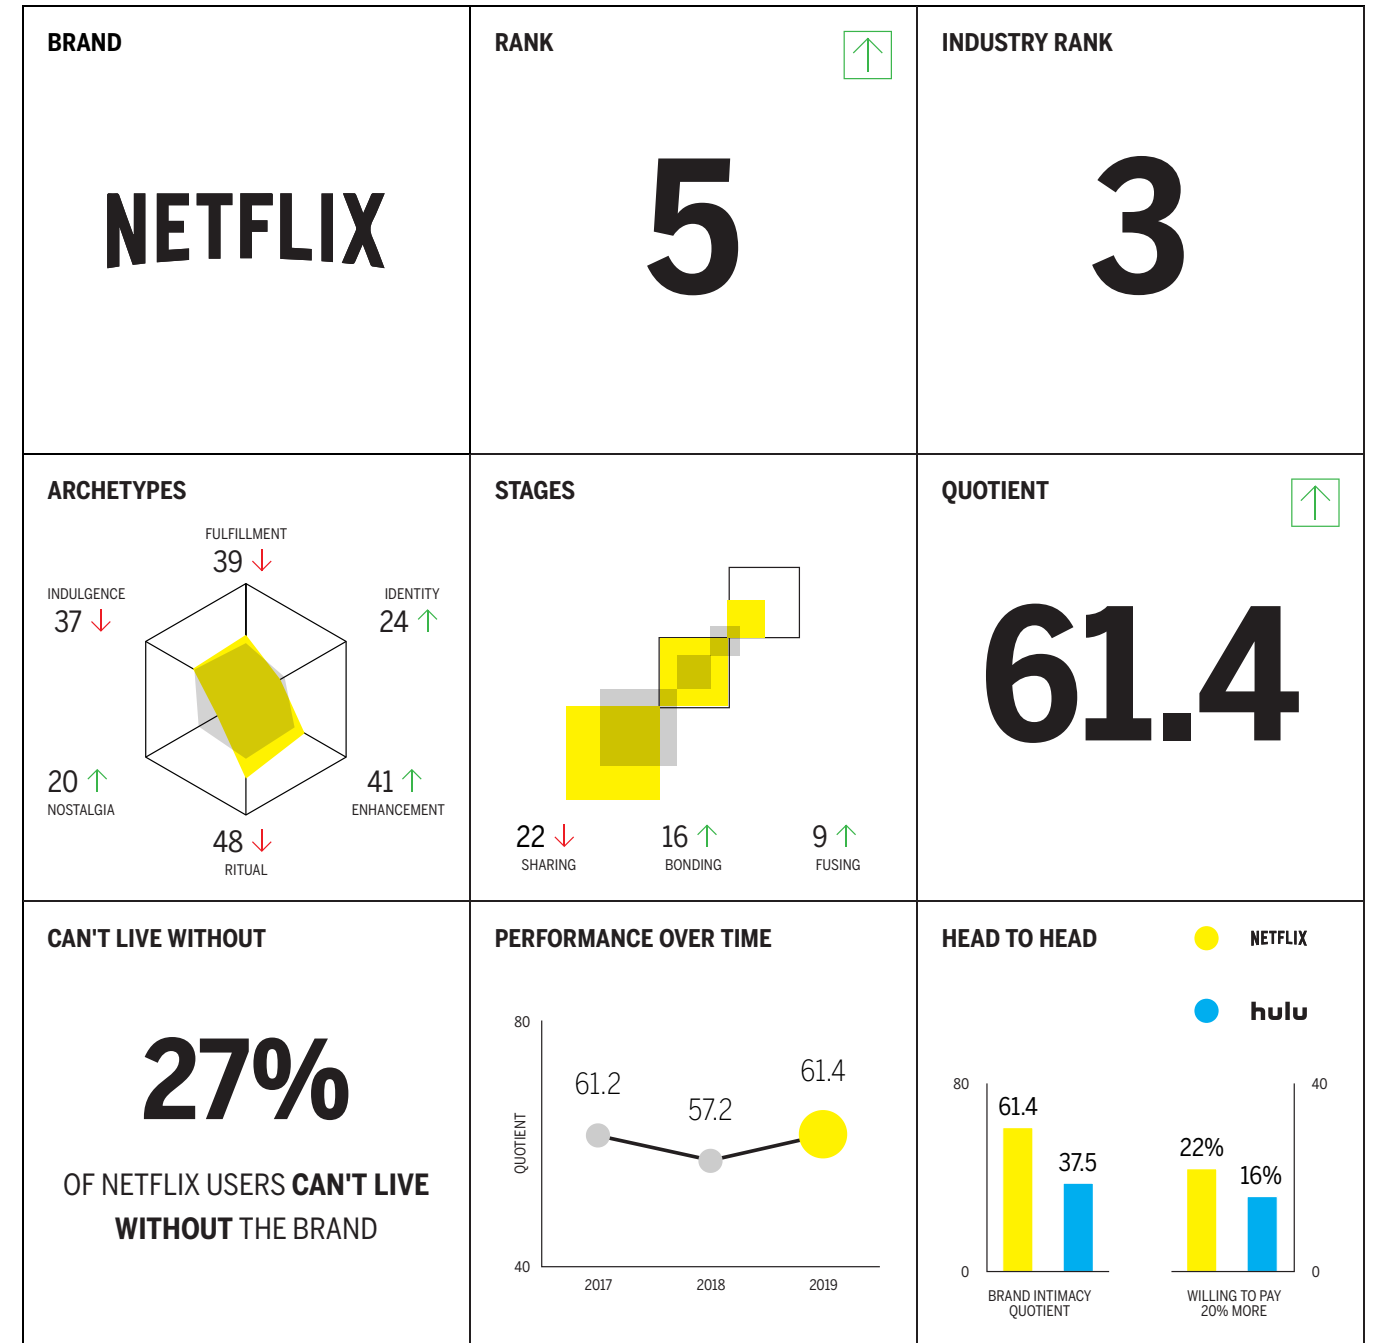 BRAND
NETFLIX
RANK
5
INDUSTRY RANK
3
ARCHETYPES
FULFILLMENT
39
INDULGENCE
37
IDENTITY
24
20
NOSTALGIA
41
ENHANCEMENT
48
RITUAL
STAGES
22
SHARING
16
BONDING
9
FUSING
QUOTIENT
61.4
CAN'T LIVE WITHOUT
27%
OF NETFLIX USERS CAN'T LIVE
WITHOUT THE BRAND
PERFORMANCE OVER TIME
80
QUOTIENT
40
61.2
57.2
61.4
2017
2018
2019
HEAD TO HEAD
NETFLIX
hulu
80
0
61.4
37.5
BRAND INTIMACY
QUOTIENT
22%
16%
40
0
WILLING TO PAY
20% MORE